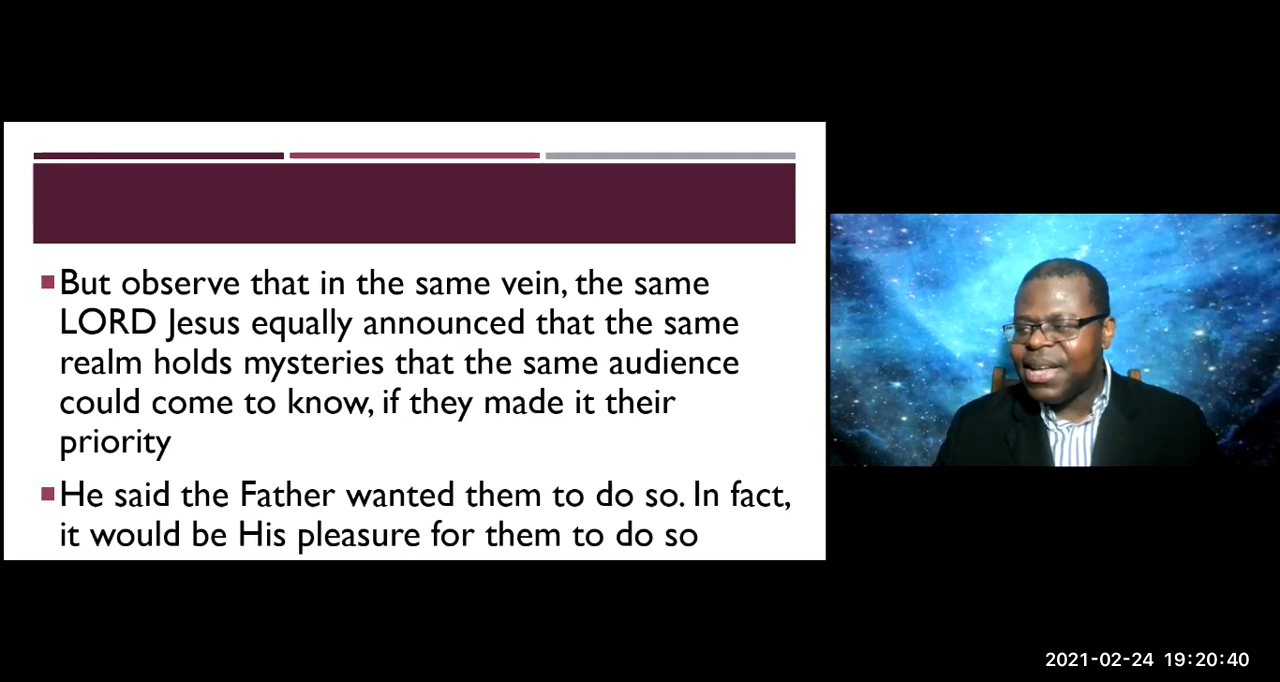 But observe that in the same vein, the same
LORD Jesus equally announced that the same
realm holds mysteries that the same audience
could come to know, if they made it their
priority
He said the Father wanted them to do so. In fact,
it would be His pleasure for them to do so
2021-02-24 19:20:40